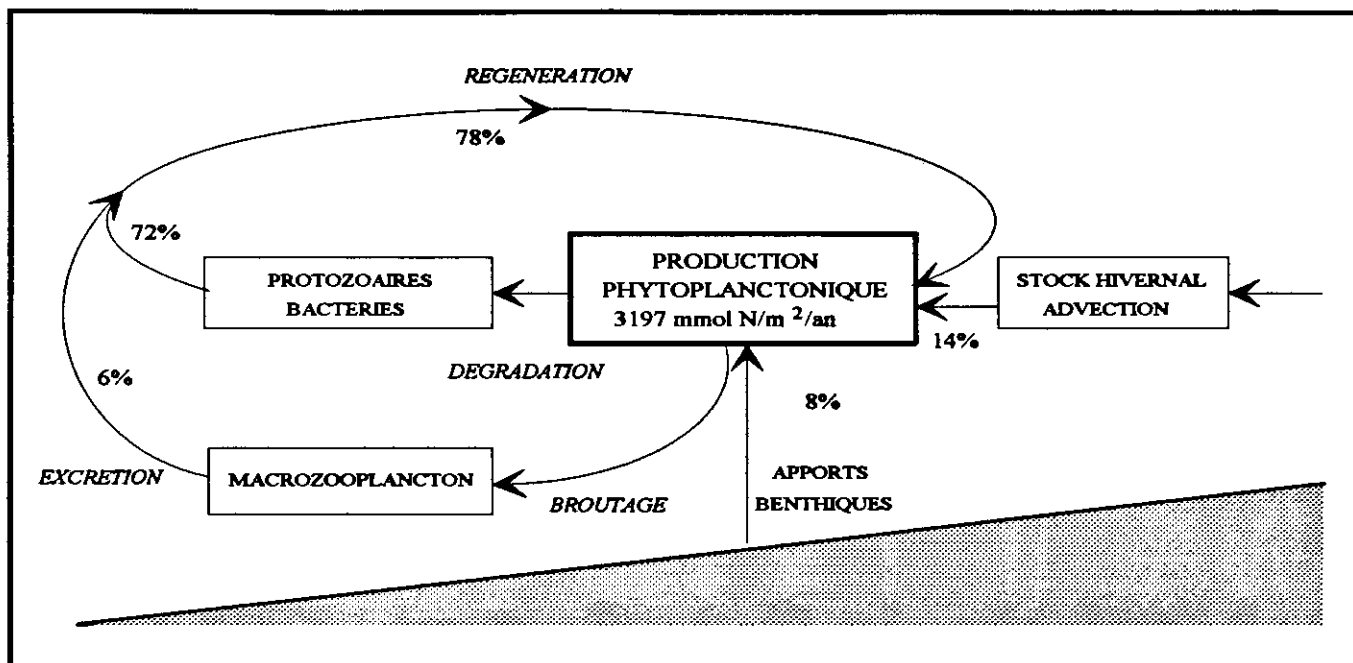 REGENERATION
78%
72%
PROTOZOAIRES
BACTERIES
PRODUCTION
PHYTOPLANCTONIQUE
3197 mmol N/m ²/an
STOCK HIVERNAL
ADVECTION
14%
DEGRADATION
6%
8%
EXCRETION
MACROZOOPLANCTON
BROUTAGE
APPORTS
BENTHIQUES